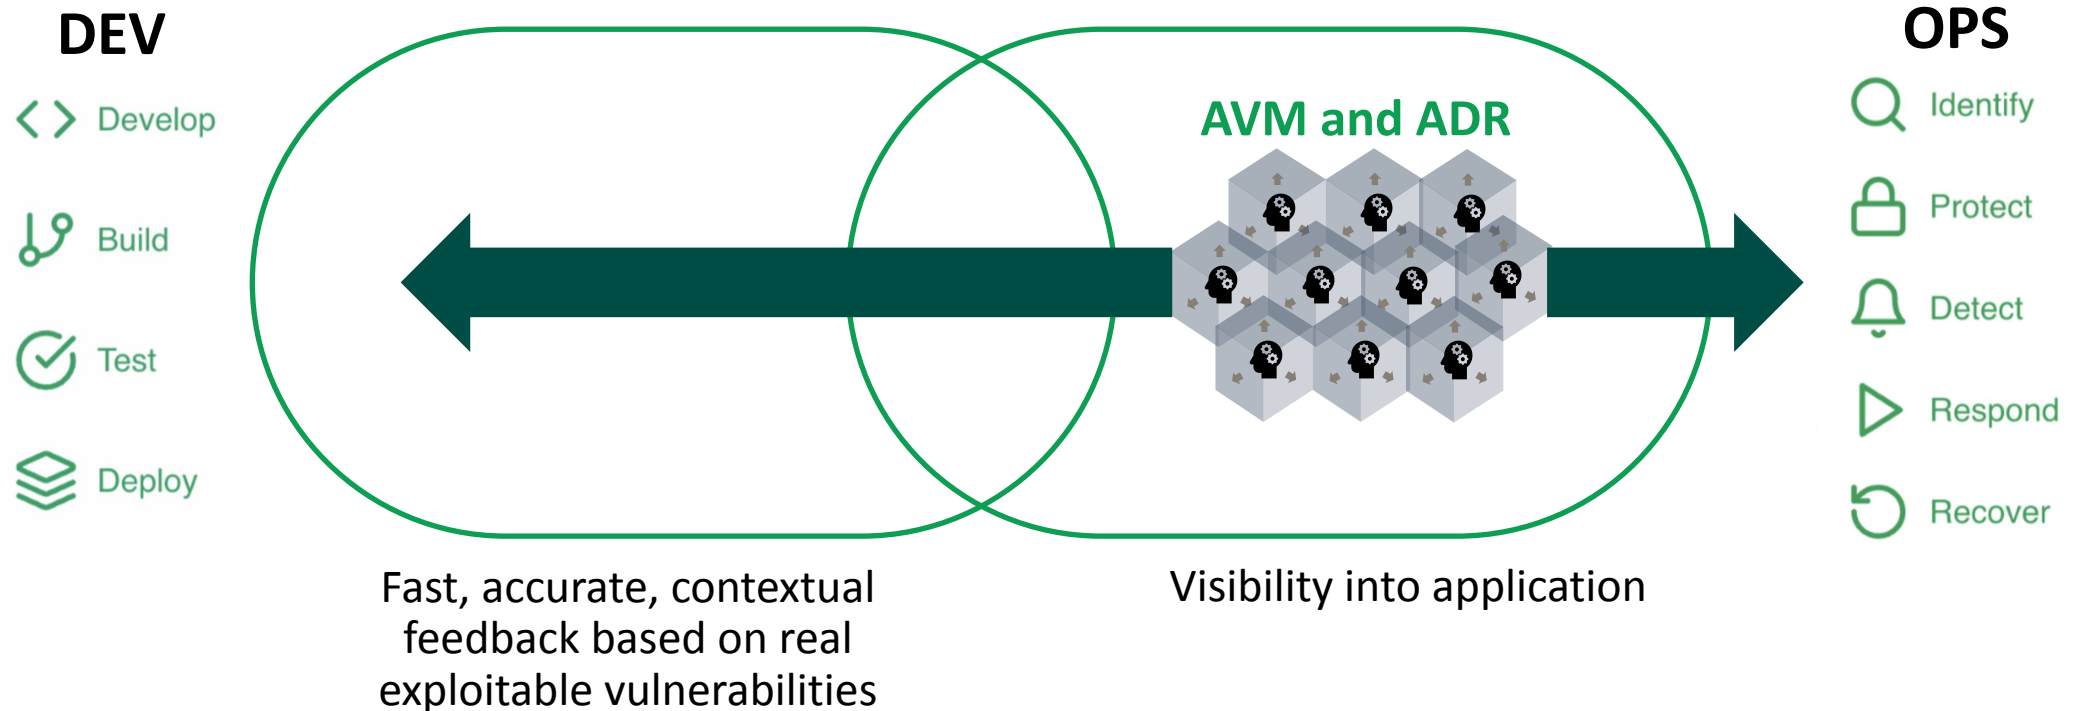 DEV
Develop
Build
Test
Deploy
AVM and ADR
Fast, accurate, contextual
feedback based on real
exploitable vulnerabilities
Visibility into application
OPS
Identify
Protect
Detect
Respond
Recover